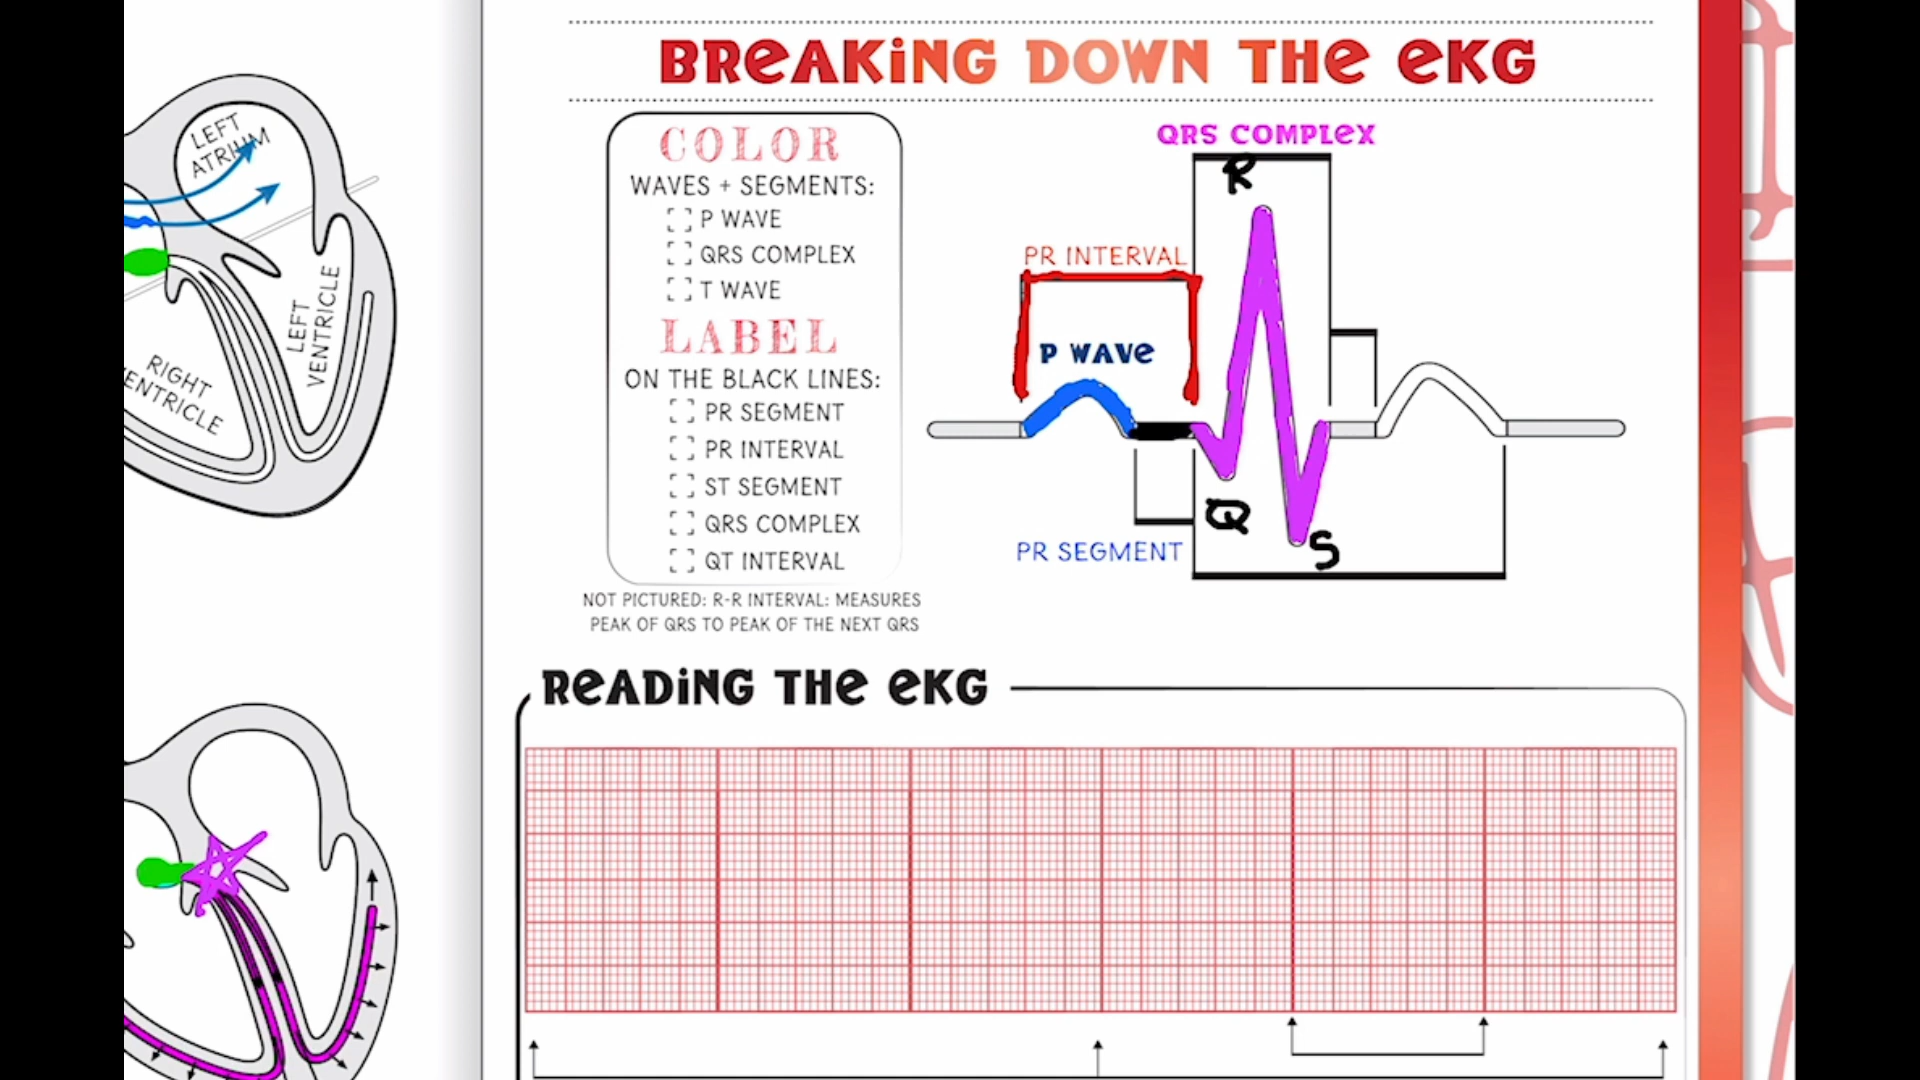 BREAKING DOWN THE EKG
LEFT
ATRIUM
LEFT
VENTRICLE
RIGHT
ENTRICLE
COLOR
WAVES + SEGMENTS:
P WAVE
QRS COMPLEX
T WAVE
LABEL
ON THE BLACK LINES:
PR SEGMENT
PR INTERVAL
ST SEGMENT
QRS COMPLEX
QT INTERVAL
NOT PICTURED: R-R INTERVAL: MEASURES
PEAK OF QRS TO PEAK OF THE NEXT QRS
QRS COMPLEX
R
PR INTERVAL
P WAVE
Q
S
PR SEGMENT
READING THE EKG